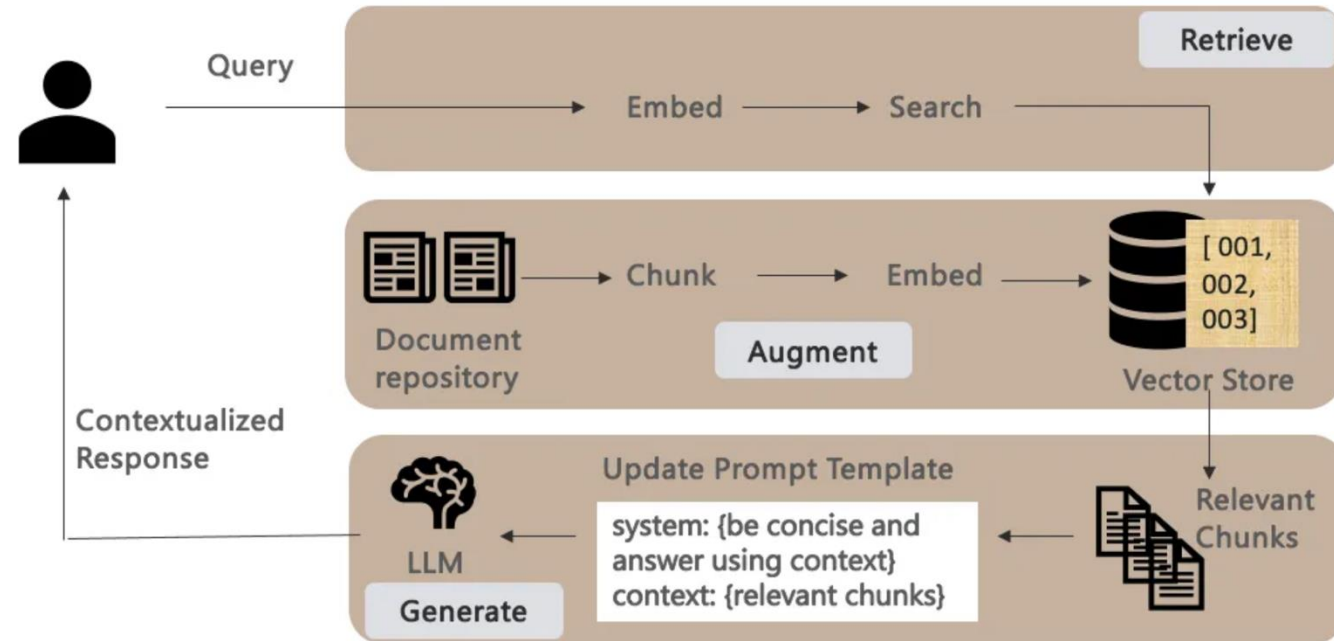 Retrieve
Query
Embed
Search
[ 001,
002,
003]
Chunk
Embed
Document
repository
Augment
Vector Store
Contextualized
Response
Update Prompt Template
system: {be concise and
answer using context}
context: {relevant chunks}
Relevant
Chunks
LLM
Generate